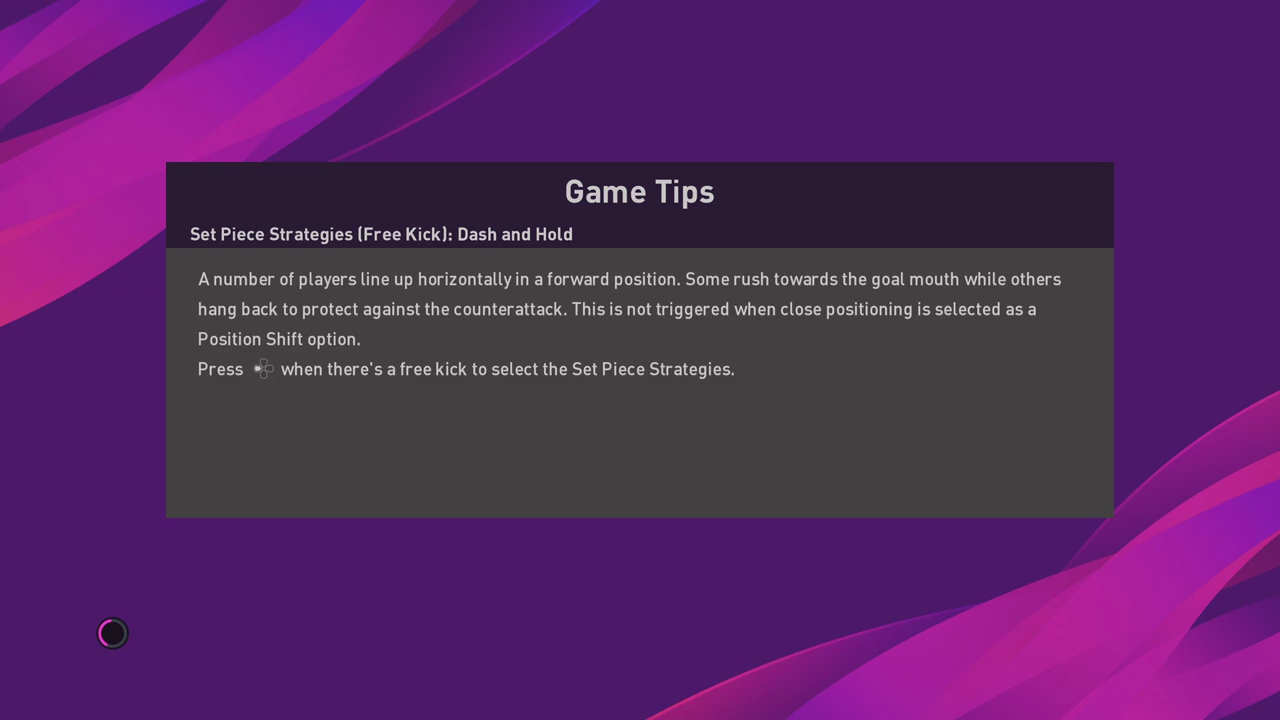 Game Tips
Set Piece Strategies (Free Kick): Dash and Hold
A number of players line up horizontally in a forward position. Some rush towards the goal mouth while others
hang back to protect against the counterattack. This is not triggered when close positioning is selected as a
Position Shift option.
Press when there's a free kick to select the Set Piece Strategies.